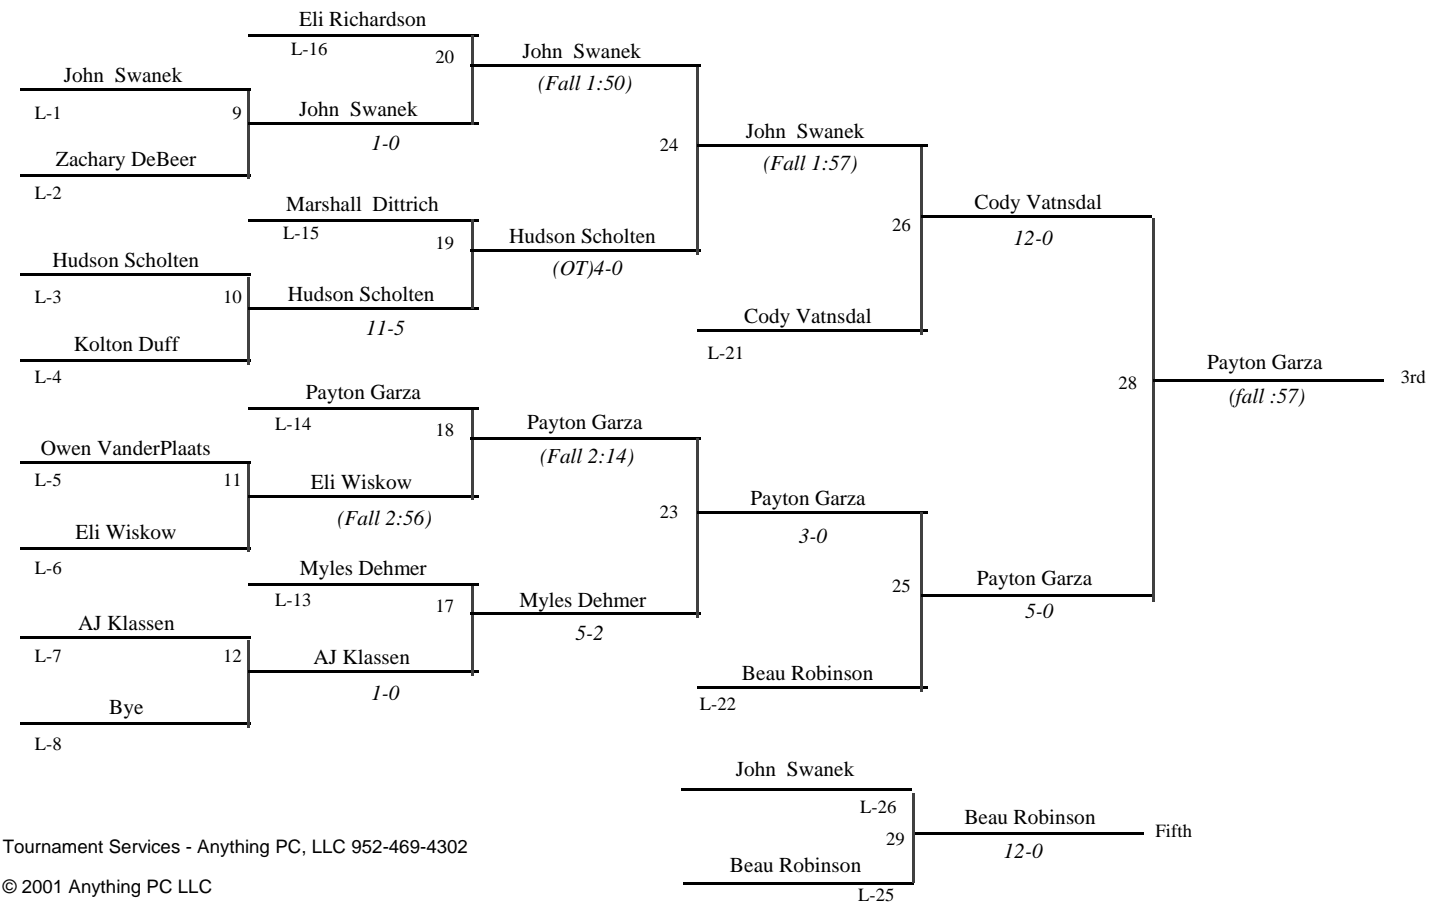 Eli Richardson
L-16
20
John Swanek
(Fall 1:50)
John Swanek
L-1
9
John Swanek
1-0
Zachary DeBeer
L-2
24
John Swanek
(Fall 1:57)
Marshall Dittrich
L-15
19
Hudson Scholten
(OT)4-0
Hudson Scholten
L-3
10
Hudson Scholten
11-5
Kolton Duff
L-4
26
Cody Vatnsdal
12-0
Cody Vatnsdal
L-21
28
Payton Garza
(fall :57)
3rd
Payton Garza
L-14
18
Payton Garza
(Fall 2:14)
Owen VanderPlaats
L-5
11
Eli Wiskow
(Fall 2:56)
Eli Wiskow
L-6
23
Payton Garza
3-0
Myles Dehmer
L-13
17
Myles Dehmer
5-2
25
Payton Garza
5-0
AJ Klassen
L-7
12
AJ Klassen
1-0
Bye
L-8
Beau Robinson
L-22
John Swanek
L-26
29
Beau Robinson
12-0
Fifth
Beau Robinson
L-25
Tournament Services - Anything PC, LLC 952-469-4302
© 2001 Anything PC LLC